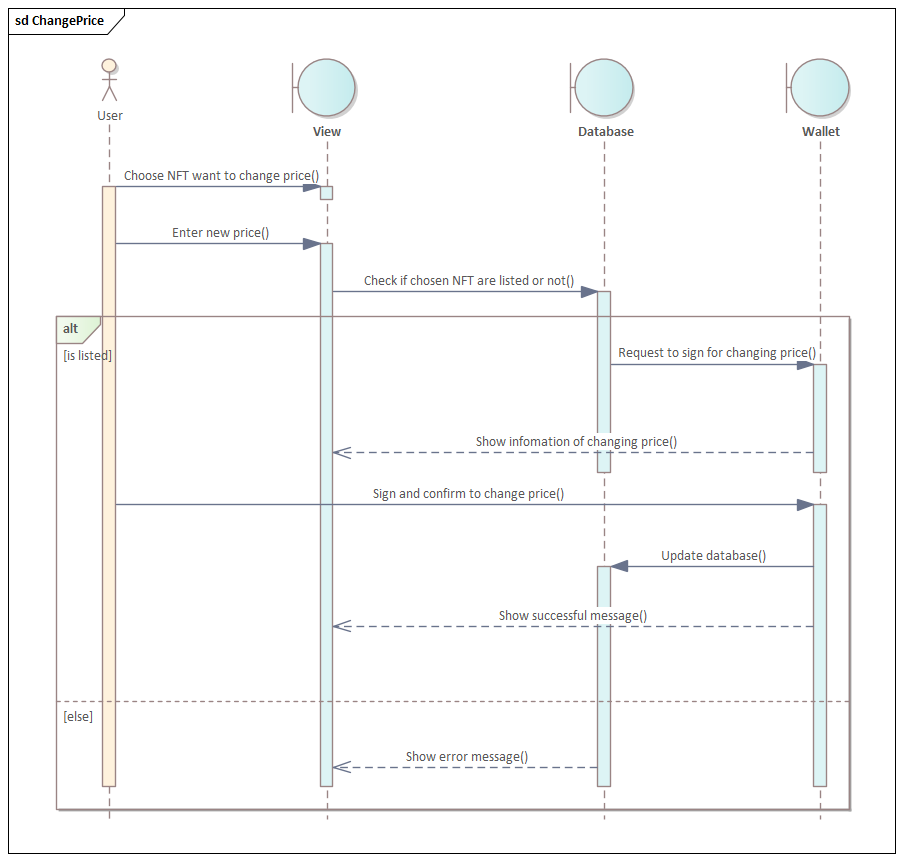 sd ChangePrice
User
View
Database
Wallet
Choose NFT want to change price()
Enter new price()
Check if chosen NFT are listed or not()
alt
[is listed]
Request to sign for changing price()
Show infomation of changing price()
Sign and confirm to change price()
Update database()
Show successful message()
[else]
Show error message()